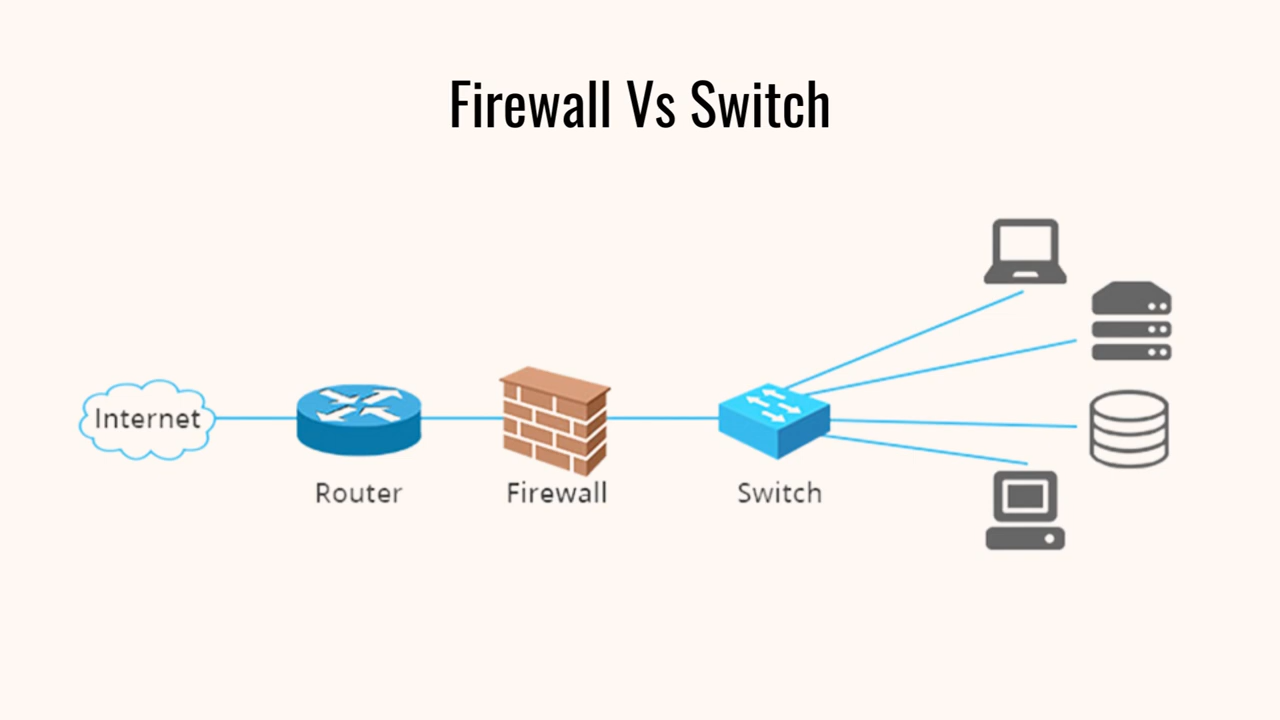 Firewall Vs Switch
Internet
Router
Firewall
Switch